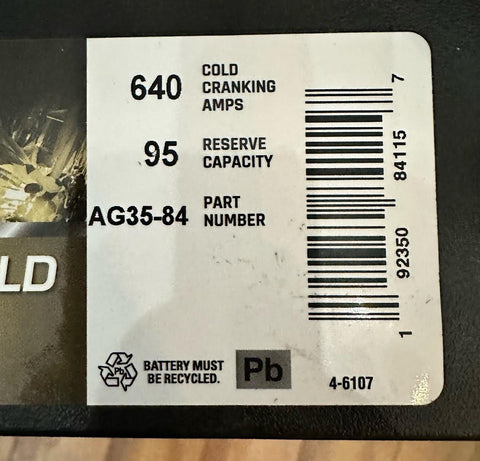 640 COLD
CRANKING
AMPS
95 RESERVE
CAPACITY
AG35-84 PART
NUMBER
LD
Pb
BATTERY MUST
BE RECYCLED.
Pb
4-6107
1 92350 84115 7